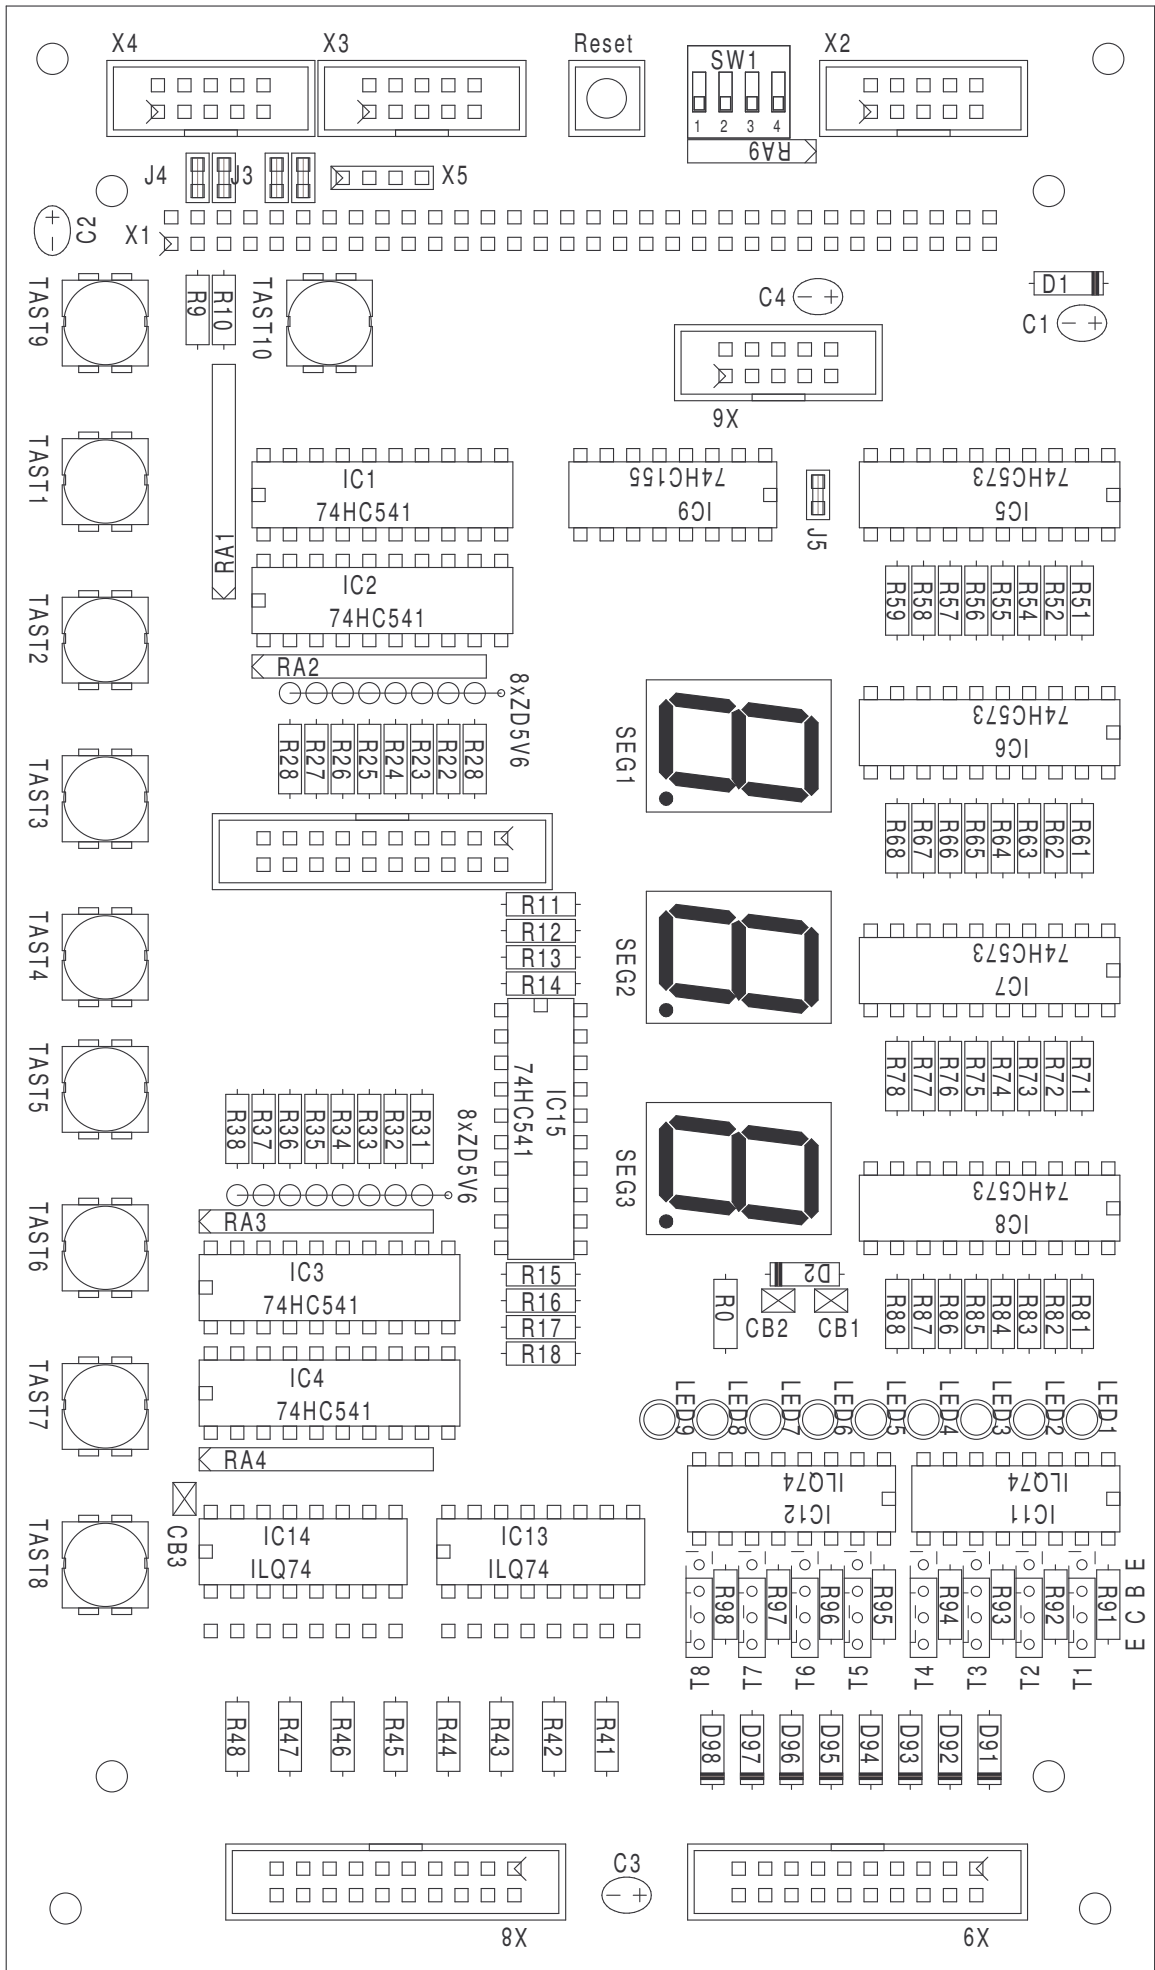 X4
X3
Reset
SW1
X2
1 2 3 4
RA9
J4
J3
X5
C2
X1
TAST9
R9
R10
TAST10
C4
D1
C1
X6
TAST1
IC1
74HC541
74HC155
IC9
J5
74HC573
IC5
RA1
IC2
74HC541
TAST2
R59
R58
R57
R56
R55
R54
R52
R51
RA2
8xZD5V6
R28
R27
R26
R25
R24
R23
R22
R28
SEG1
74HC573
IC6
TAST3
R68
R67
R66
R65
R64
R63
R62
R61
R11
R12
R13
R14
TAST4
SEG2
74HC573
IC7
TAST5
IC15
74HC541
R78
R77
R76
R75
R74
R73
R72
R71
R38
R37
R36
R35
R34
R33
R32
R31
8xZD5V6
SEG3
RA3
74HC573
IC8
TAST6
IC3
74HC541
R15
R16
R17
R18
R0
D2
CB2
CB1
R88
R87
R86
R85
R84
R83
R82
R81
TAST7
IC4
74HC541
LED9
LED8
LED7
LED6
LED5
LED4
LED3
LED2
LED1
RA4
ILQ74
IC12
ILQ74
IC11
CB3
TAST8
IC14
ILQ74
IC13
ILQ74
R98
R97
R96
R95
R94
R93
R92
R91
E C B E
T8
T7
T6
T5
T4
T3
T2
T1
R48
R47
R46
R45
R44
R43
R42
R41
D98
D97
D96
D95
D94
D93
D92
D91
C3
X8
X9